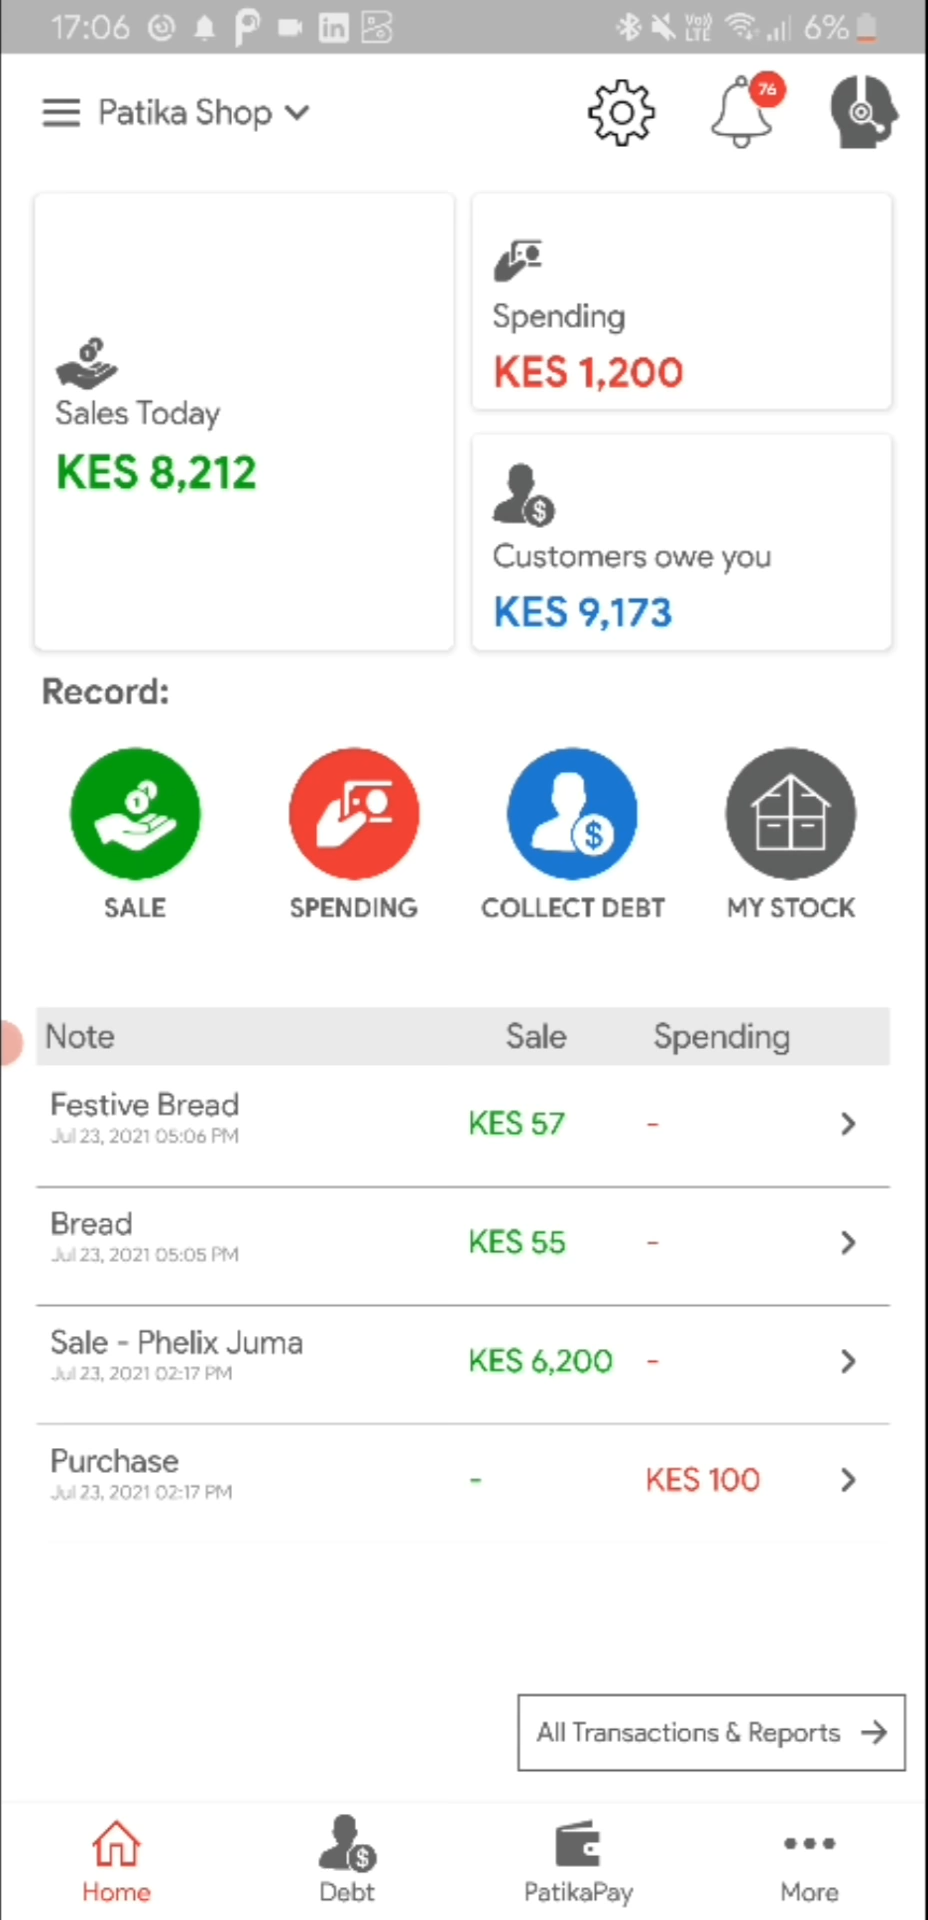 17:06
Vo))
LTE
6%
Patika Shop
76
Spending
KES 1,200
Sales Today
KES 8,212
Customers owe you
KES 9,173
Record:
SALE
SPENDING
COLLECT DEBT
MY STOCK
Note Sale Spending
Festive Bread
KES 57 -
Jul 23, 2021 05:06 PM
Bread
KES 55 -
Jul 23, 2021 05:05 PM
Sale - Phelix Juma
KES 6,200 -
Jul 23, 2021 02:17 PM
Purchase
- KES 100
Jul 23, 2021 02:17 PM
All Transactions & Reports →
Home
Debt
PatikaPay
More